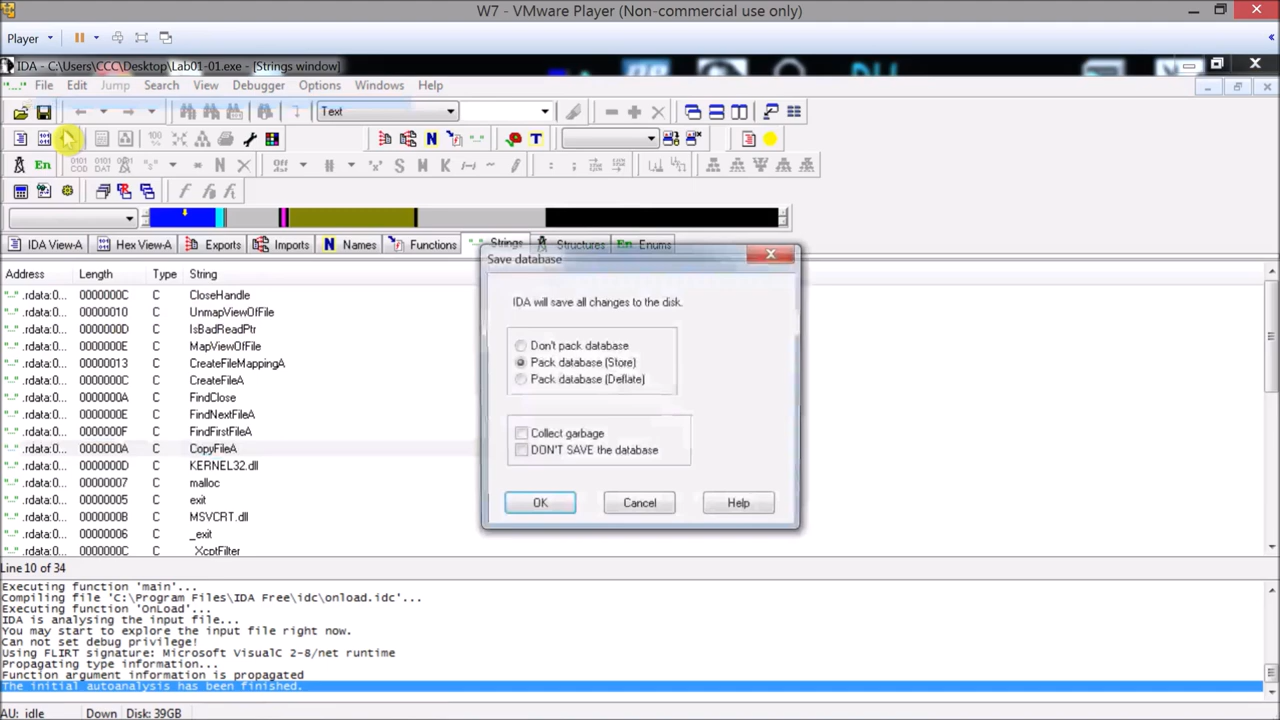 W7 - VMware Player (Non-commercial use only)
Player
IDA - C:\Users\CCC\Desktop\Lab01-01.exe - [Strings window]
File Edit Jump Search View Debugger Options Windows Help
Text
En
IDA View-A Hex View-A Exports Imports Names Functions Strings Structures Enums
Address Length Type String
.rdata:0... 0000000C C CloseHandle
.rdata:0... 00000010 C UnmapViewOfFile
.rdata:0... 0000000D C IsBadReadPtr
.rdata:0... 0000000E C MapViewOfFile
.rdata:0... 00000013 C CreateFileMappingA
.rdata:0... 0000000C C CreateFileA
.rdata:0... 0000000A C FindClose
.rdata:0... 0000000E C FindNextFileA
.rdata:0... 0000000F C FindFirstFileA
.rdata:0... 0000000A C CopyFileA
.rdata:0... 0000000D C KERNEL32.dll
.rdata:0... 00000007 C malloc
.rdata:0... 00000005 C exit
.rdata:0... 0000000B C MSVCRT.dll
.rdata:0... 00000006 C _exit
.rdata:0... 0000000C C _XcptFilter
Save database
IDA will save all changes to the disk.
Don't pack database
Pack database (Store)
Pack database (Deflate)
Collect garbage
DON'T SAVE the database
OK Cancel Help
Line 10 of 34
Executing function 'main'...
Compiling file 'C:\Program Files\IDA Free\idc\onload.idc'...
Executing function 'OnLoad'...
IDA is analysing the input file...
You may start to explore the input file right now.
Can not set debug privilege!
Using FLIRT signature: Microsoft VisualC 2-8/net runtime
Propagating type information...
Function argument information is propagated
The initial autoanalysis has been finished.
AU: idle Down Disk: 39GB